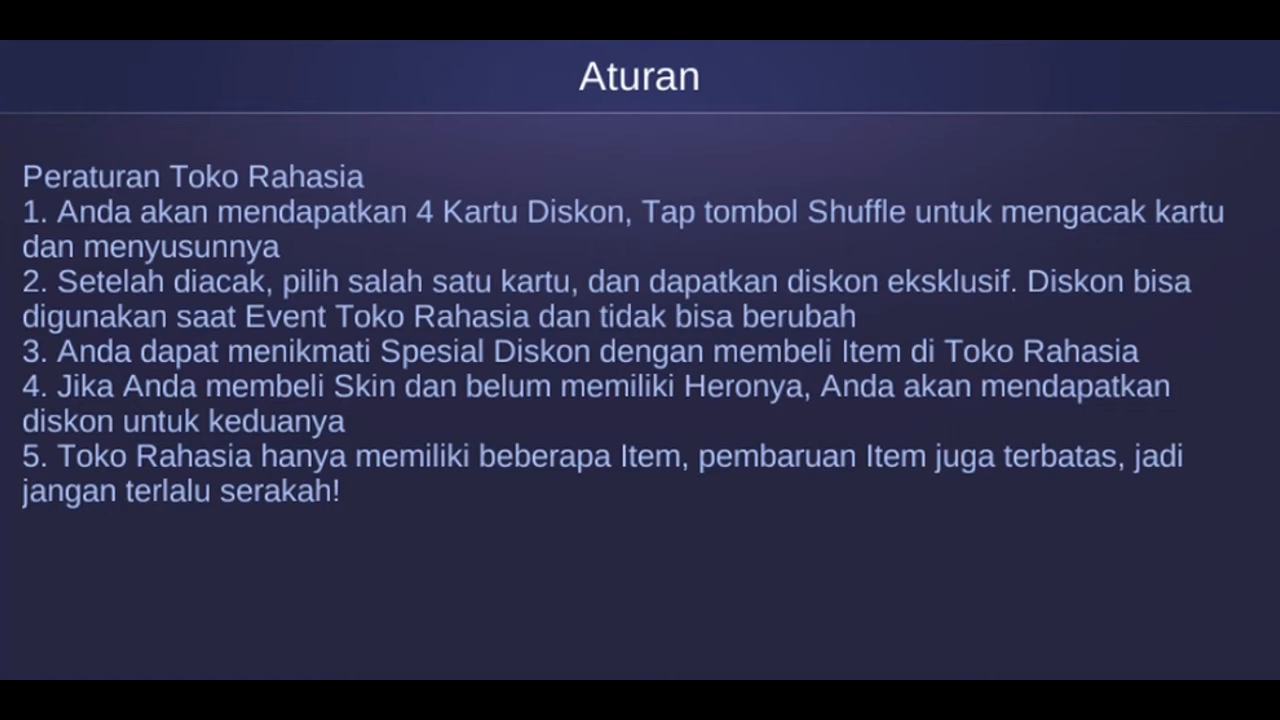 Aturan
Peraturan Toko Rahasia
1. Anda akan mendapatkan 4 Kartu Diskon, Tap tombol Shuffle untuk mengacak kartu
dan menyusunnya
2. Setelah diacak, pilih salah satu kartu, dan dapatkan diskon eksklusif. Diskon bisa
digunakan saat Event Toko Rahasia dan tidak bisa berubah
3. Anda dapat menikmati Spesial Diskon dengan membeli Item di Toko Rahasia
4. Jika Anda membeli Skin dan belum memiliki Heronya, Anda akan mendapatkan
diskon untuk keduanya
5. Toko Rahasia hanya memiliki beberapa Item, pembaruan Item juga terbatas, jadi
jangan terlalu serakah!